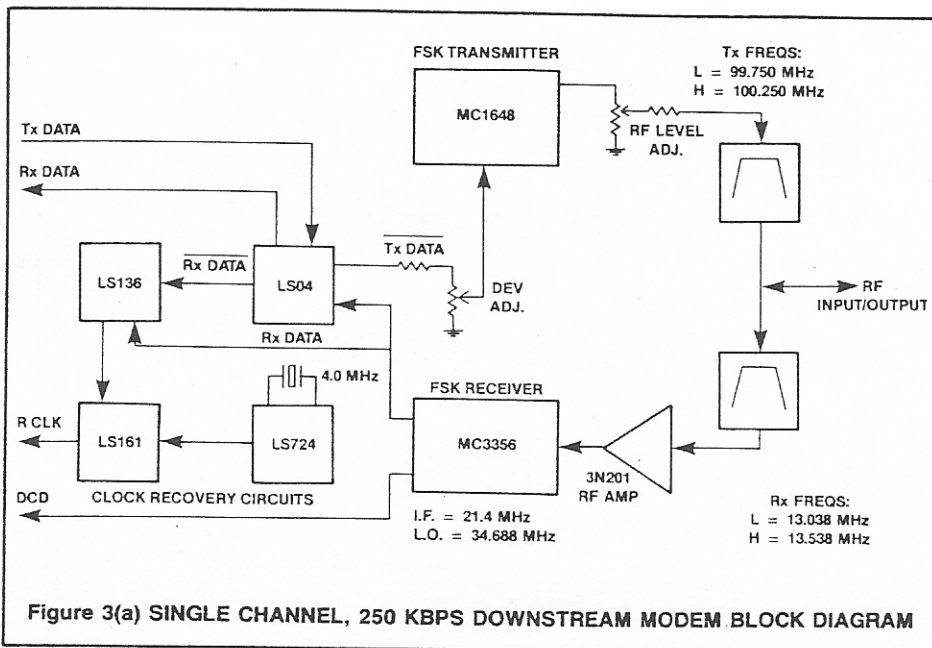 FSK TRANSMITTER
MC1648
Tx FREQS:
L = 99.750 MHz
H = 100.250 MHz
RF LEVEL
ADJ.
Tx DATA
Rx DATA
LS136
Rx DATA
LS04
Tx DATA
DEV
ADJ.
RF
INPUT/OUTPUT
Rx DATA
4.0 MHz
FSK RECEIVER
R CLK
LS161
LS724
MC3356
3N201
RF AMP
DCD
CLOCK RECOVERY CIRCUITS
I.F. = 21.4 MHz
L.O. = 34.688 MHz
Rx FREQS:
L = 13.038 MHz
H = 13.538 MHz
Figure 3(a) SINGLE CHANNEL, 250 KBPS DOWNSTREAM MODEM BLOCK DIAGRAM